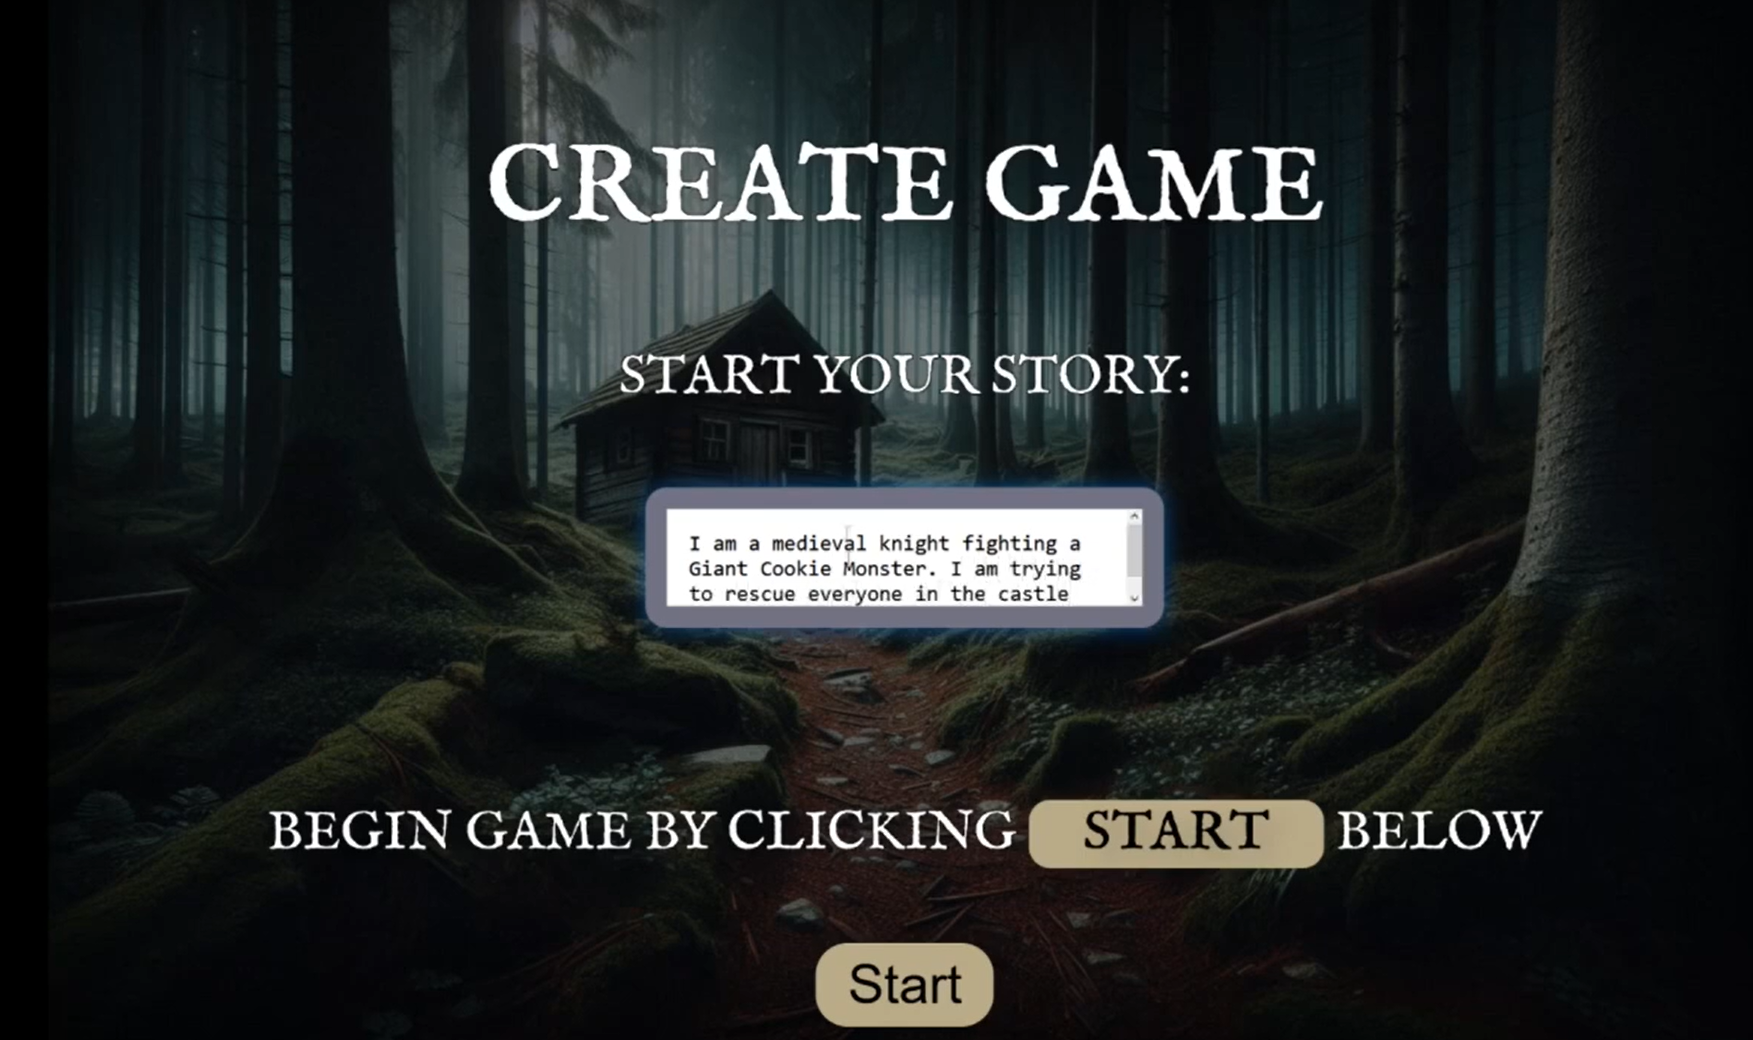 CREATE GAME
START YOUR STORY:
I am a medieval knight fighting a
Giant Cookie Monster. I am trying
to rescue everyone in the castle
BEGIN GAME BY CLICKING START BELOW
Start